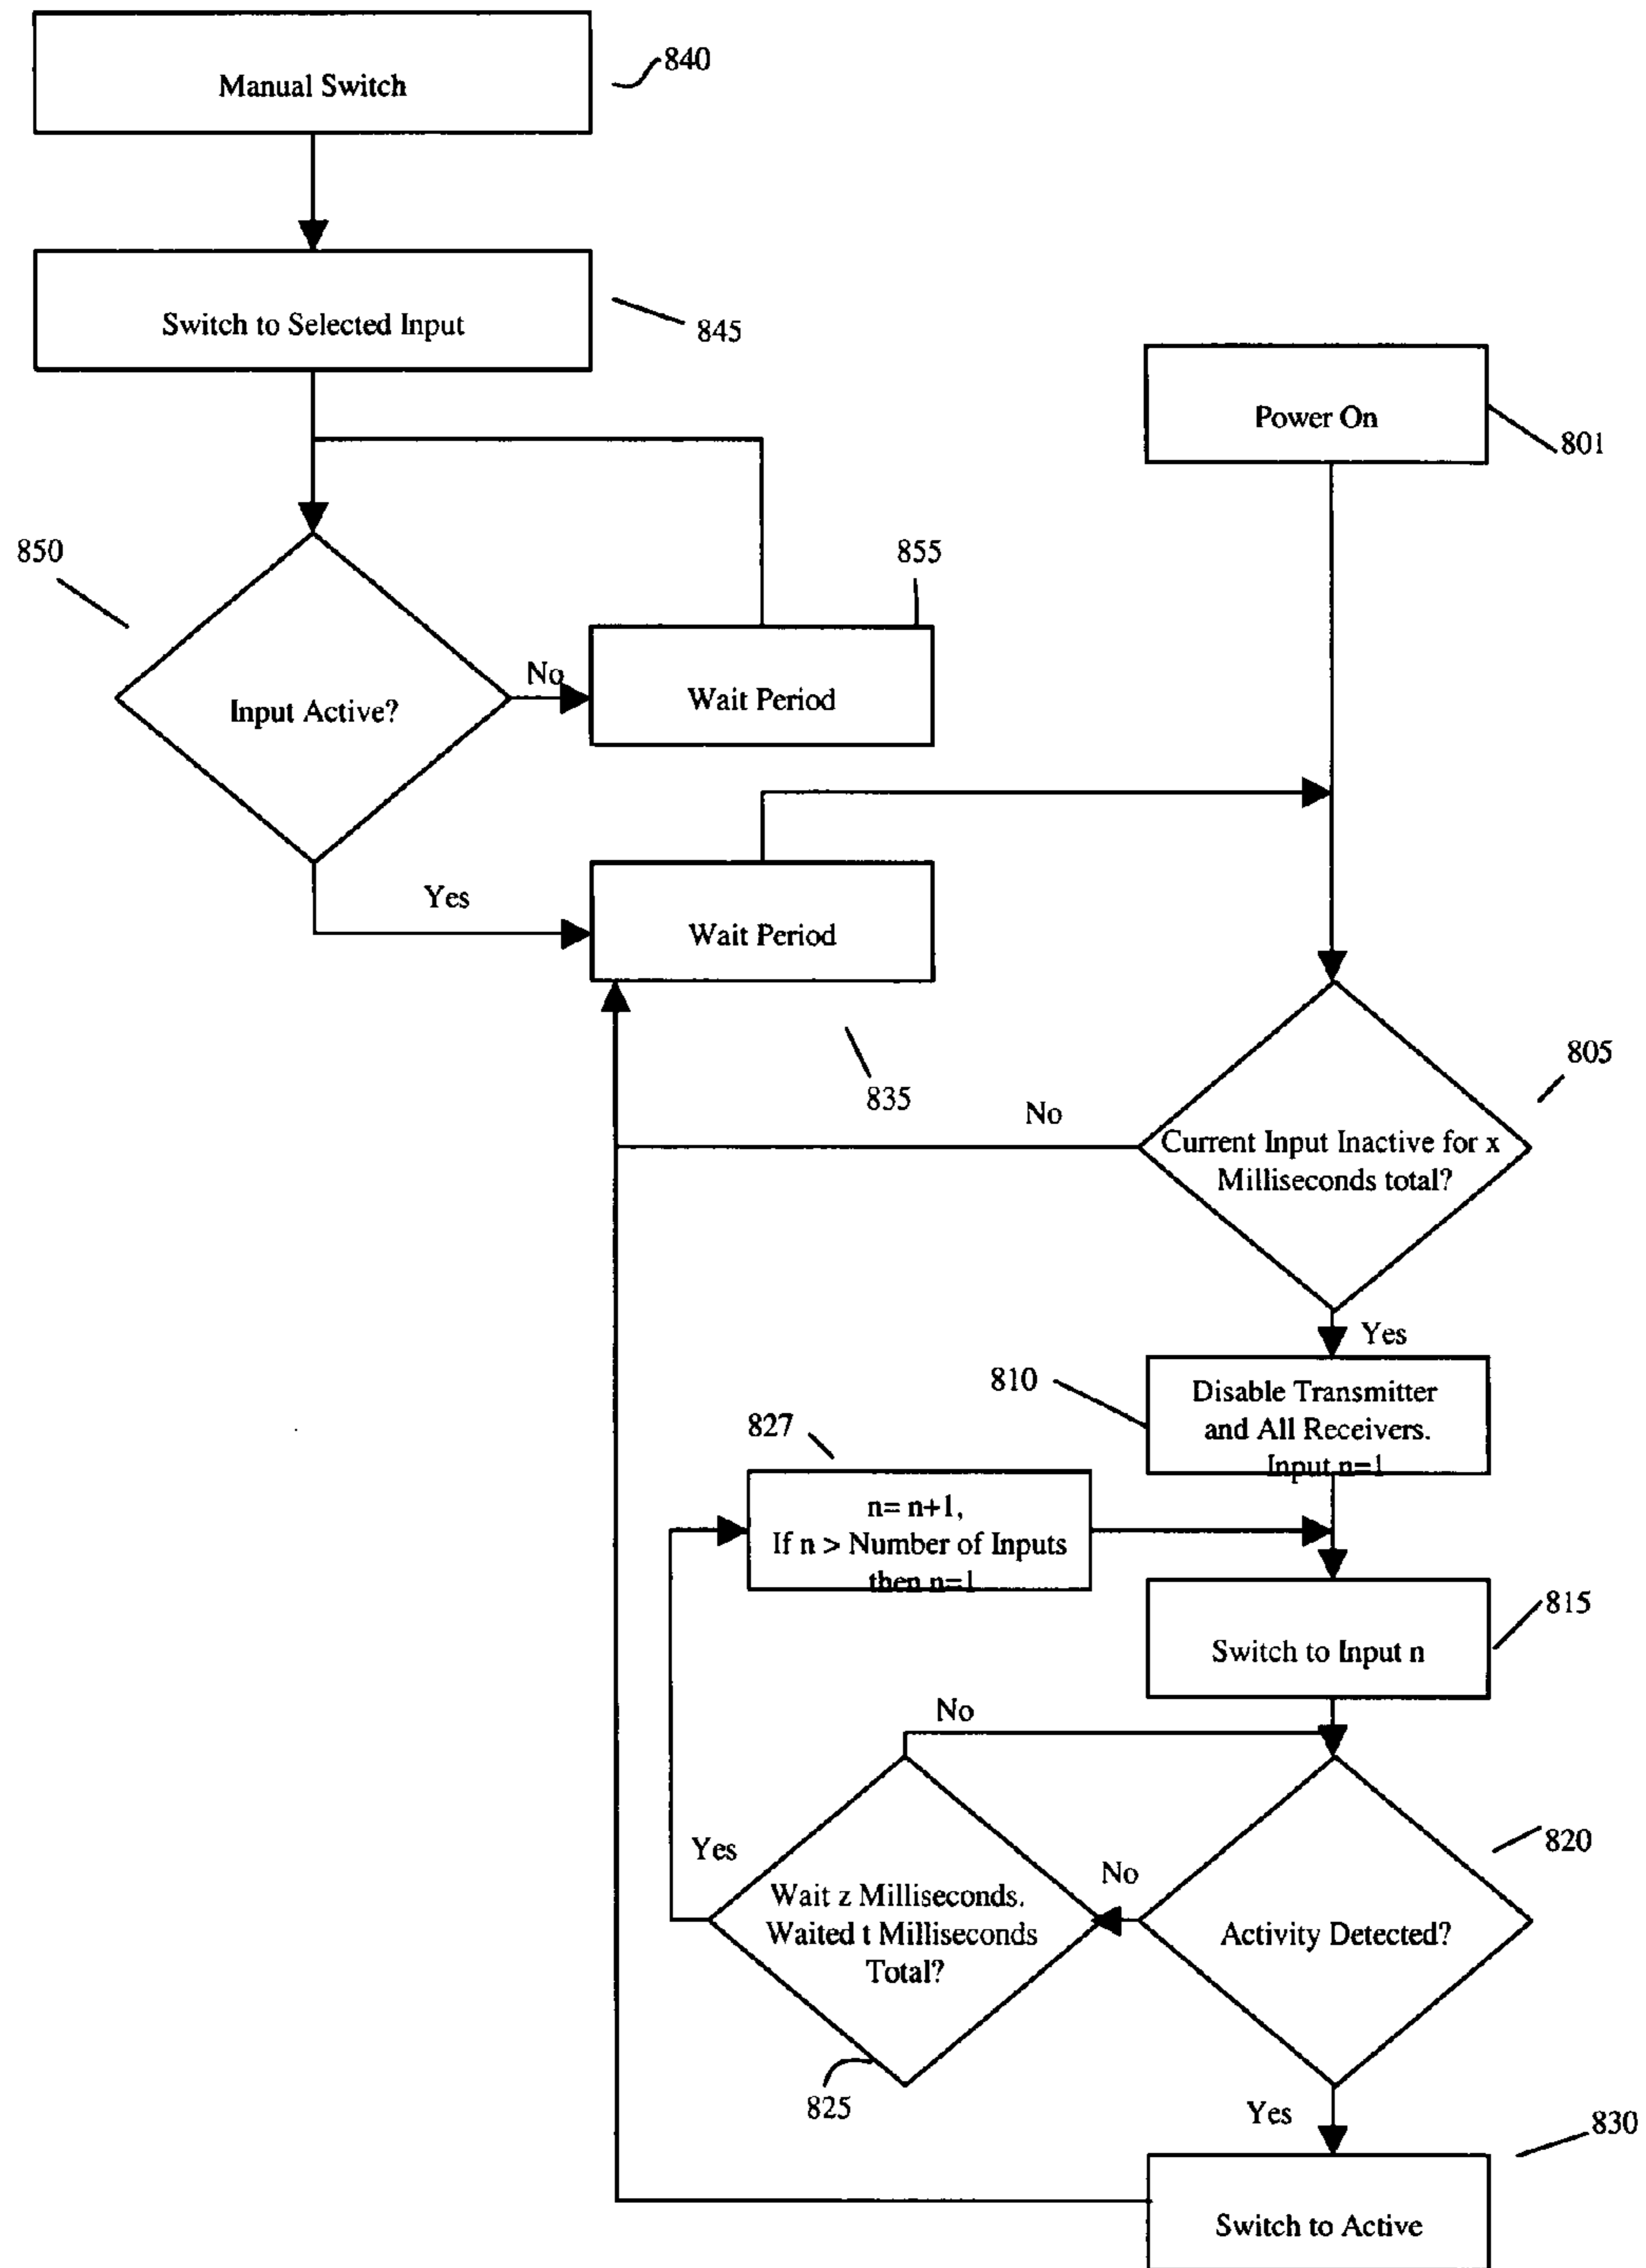 Manual Switch
840
Switch to Selected Input
845
Power On
801
850
855
Input Active?
No
Wait Period
Yes
Wait Period
835
805
No
Current Input Inactive for x
Milliseconds total?
Yes
810
Disable Transmitter
and All Receivers.
Input n=1
827
n= n+1,
If n > Number of Inputs
then n=1
815
Switch to Input n
No
820
Yes
No
Wait z Milliseconds.
Waited t Milliseconds
Total?
Activity Detected?
825
Yes
830
Switch to Active